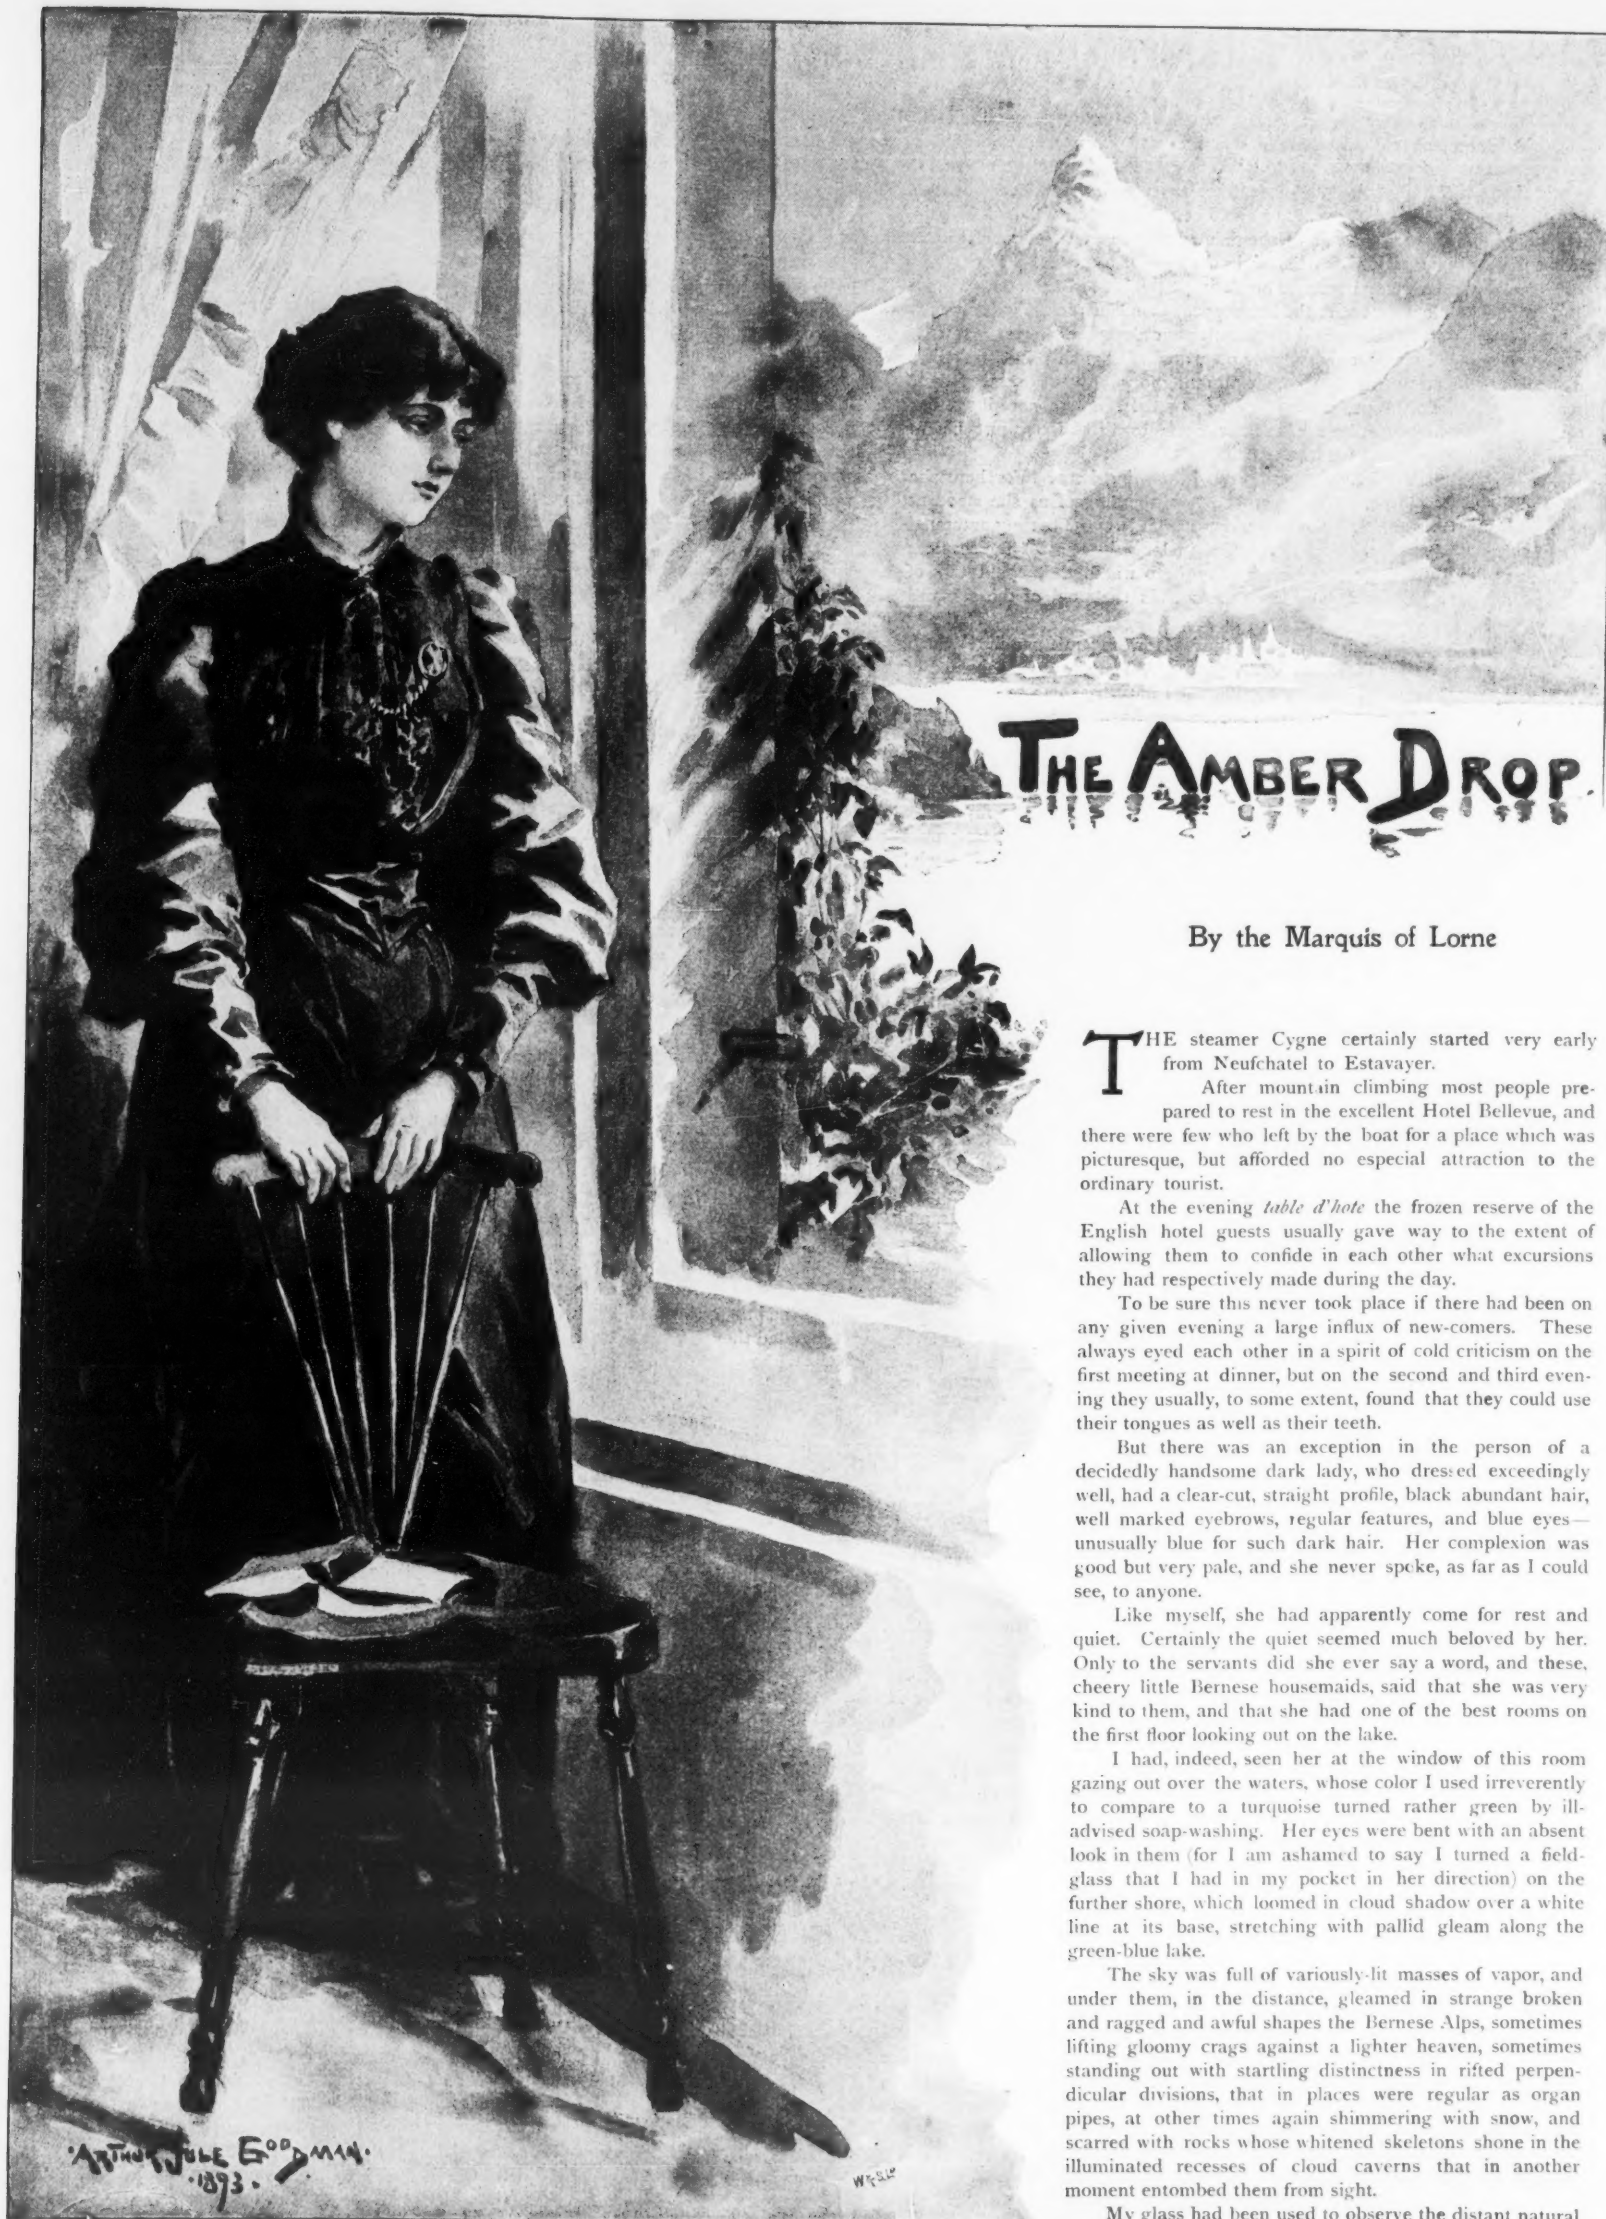 THE AMBER DROP.
By the Marquis of Lorne
THE steamer Cygne certainly started very early
from Neufchatel to Estavayer.
After mountain climbing most people pre-
pared to rest in the excellent Hotel Bellevue, and
there were few who left by the boat for a place which was
picturesque, but afforded no especial attraction to the
ordinary tourist.
At the evening table d'hote the frozen reserve of the
English hotel guests usually gave way to the extent of
allowing them to confide in each other what excursions
they had respectively made during the day.
To be sure this never took place if there had been on
any given evening a large influx of new-comers. These
always eyed each other in a spirit of cold criticism on the
first meeting at dinner, but on the second and third even-
ing they usually, to some extent, found that they could use
their tongues as well as their teeth.
But there was an exception in the person of a
decidedly handsome dark lady, who dressed exceedingly
well, had a clear-cut, straight profile, black abundant hair,
well marked eyebrows, regular features, and blue eyes—
unusually blue for such dark hair. Her complexion was
good but very pale, and she never spoke, as far as I could
see, to anyone.
Like myself, she had apparently come for rest and
quiet. Certainly the quiet seemed much beloved by her.
Only to the servants did she ever say a word, and these,
cheery little Bernese housemaids, said that she was very
kind to them, and that she had one of the best rooms on
the first floor looking out on the lake.
I had, indeed, seen her at the window of this room
gazing out over the waters, whose color I used irreverently
to compare to a turquoise turned rather green by ill-
advised soap-washing. Her eyes were bent with an absent
look in them (for I am ashamed to say I turned a field-
glass that I had in my pocket in her direction) on the
further shore, which loomed in cloud shadow over a white
line at its base, stretching with pallid gleam along the
green-blue lake.
The sky was full of variously-lit masses of vapor, and
under them, in the distance, gleamed in strange broken
and ragged and awful shapes the Bernese Alps, sometimes
lifting gloomy crags against a lighter heaven, sometimes
standing out with startling distinctness in rifted perpen-
dicular divisions, that in places were regular as organ
pipes, at other times again shimmering with snow, and
scarred with rocks whose whitened skeletons shone in the
illuminated recesses of cloud caverns that in another
moment entombed them from sight.
My glass had been used to observe the distant natural
·ARTHUR JULE GOODMAN·
·1893·